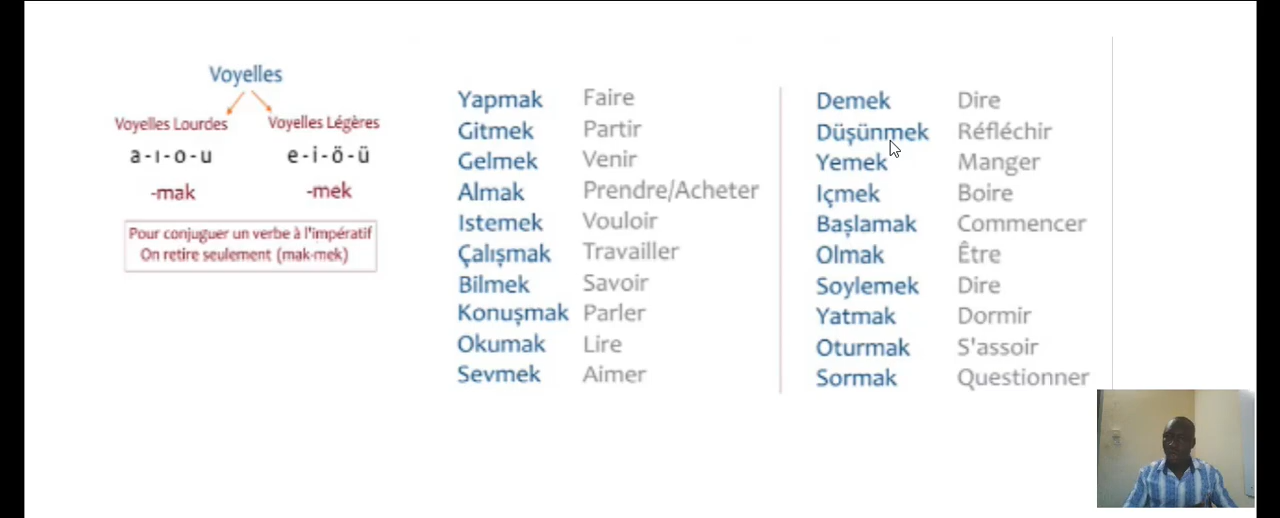 Voyelles
Voyelles Lourdes
Voyelles Légères
a-ı-o-u
e-i-ö-ü
-mak
-mek
Pour conjuguer un verbe à l'impératif
On retire seulement (mak-mek)
Yapmak Faire
Gitmek Partir
Gelmek Venir
Almak Prendre/Acheter
Istemek Vouloir
Çalışmak Travailler
Bilmek Savoir
Konuşmak Parler
Okumak Lire
Sevmek Aimer
Demek Dire
Düşünmek Réfléchir
Yemek Manger
Içmek Boire
Başlamak Commencer
Olmak Être
Soylemek Dire
Yatmak Dormir
Oturmak S'assoir
Sormak Questionner